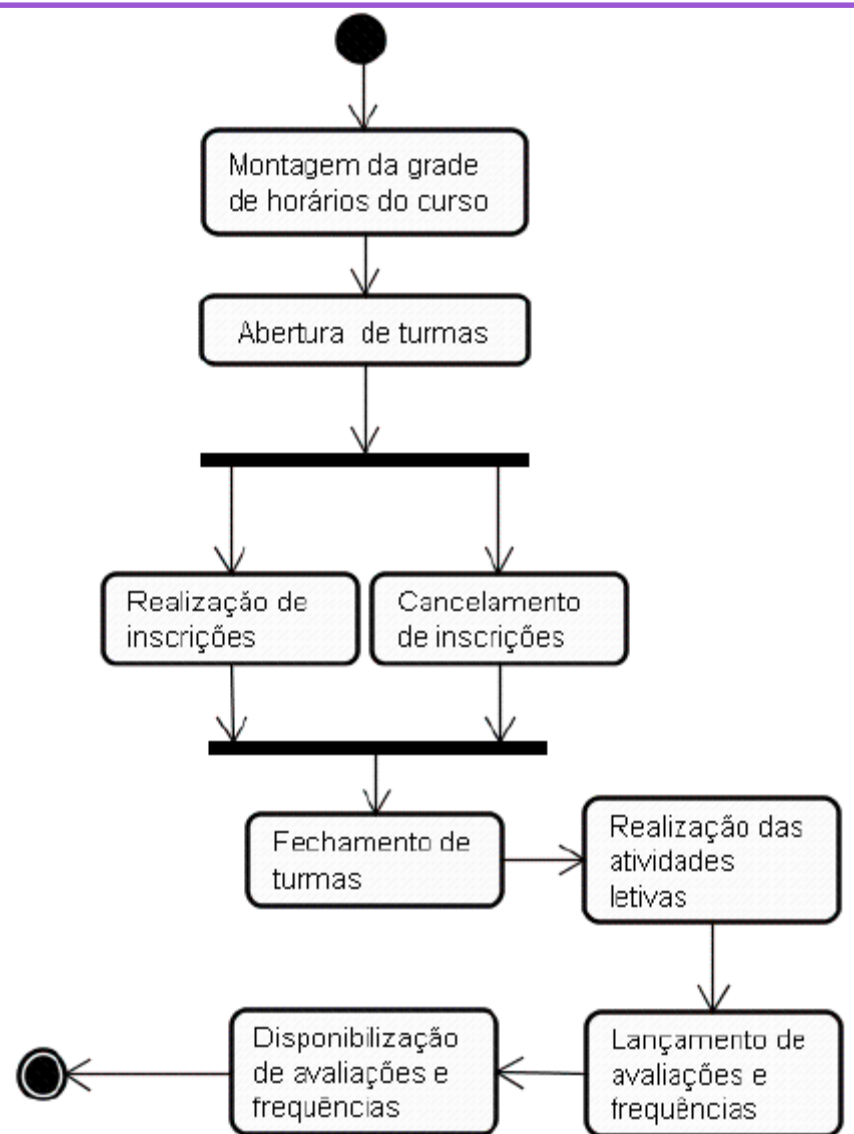 Montagem da grade
de horários do curso
Abertura de turmas
Realização de
inscrições
Cancelamento
de inscrições
Fechamento de
turmas
Realização das
atividades
letivas
Lançamento de
avaliações e
frequências
Disponibilização
de avaliações e
frequências